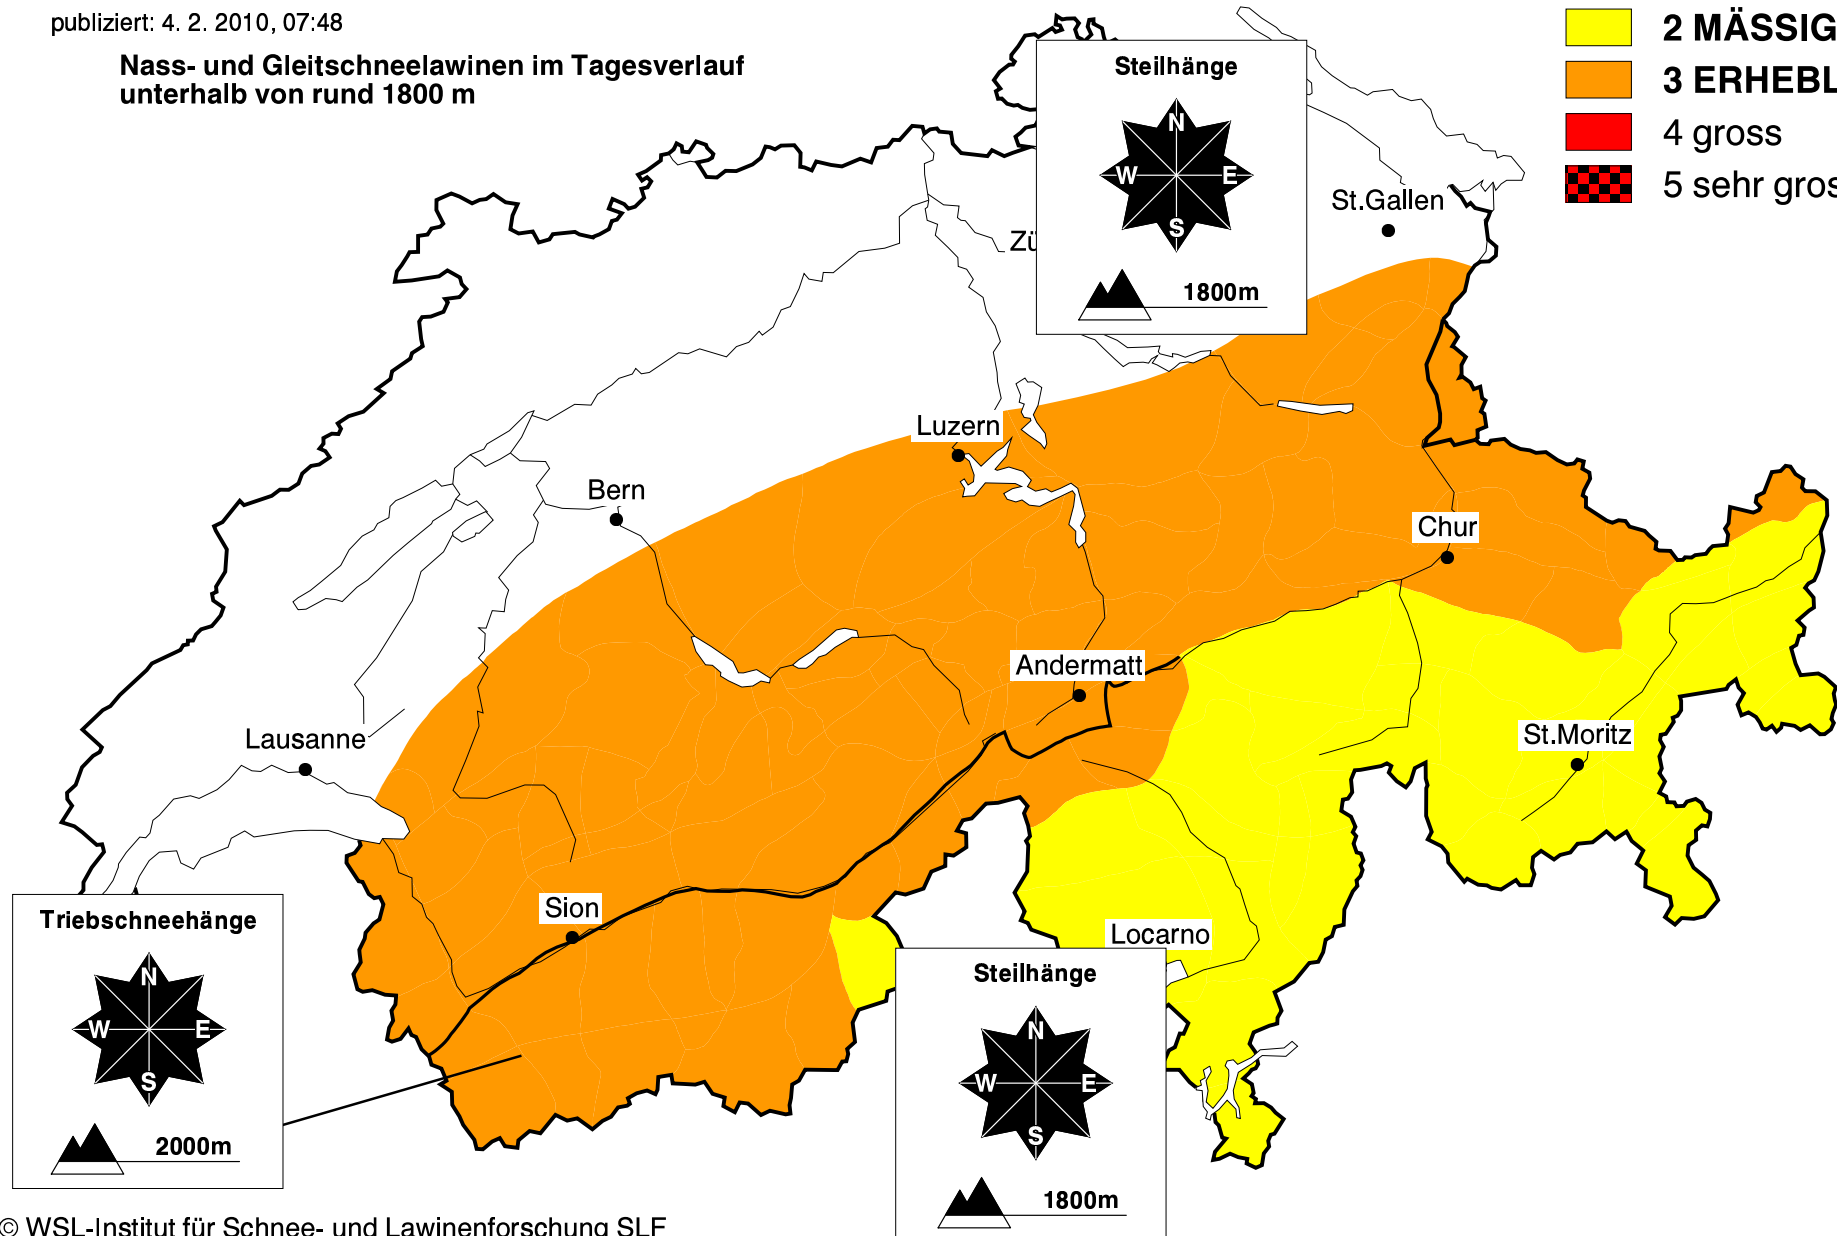 publiziert: 4. 2. 2010, 07:48
Nass- und Gleitschneelawinen im Tagesverlauf
unterhalb von rund 1800 m
2 MÄSSIG
3 ERHEBL
4 gross
5 sehr gros
Steilhänge
N
W E
S
1800m
St.Gallen
Zü
Luzern
Bern
Chur
Andermatt
Lausanne
St.Moritz
Sion
Locarno
Triebschneehänge
N
W E
S
2000m
Steilhänge
N
W E
S
1800m
© WSL-Institut für Schnee- und Lawinenforschung SLF